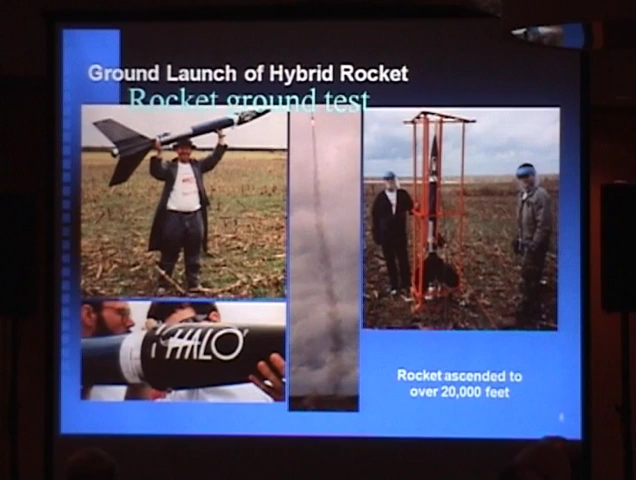 Ground Launch of Hybrid Rocket
Rocket ground test
HALO
Rocket ascended to
over 20,000 feet